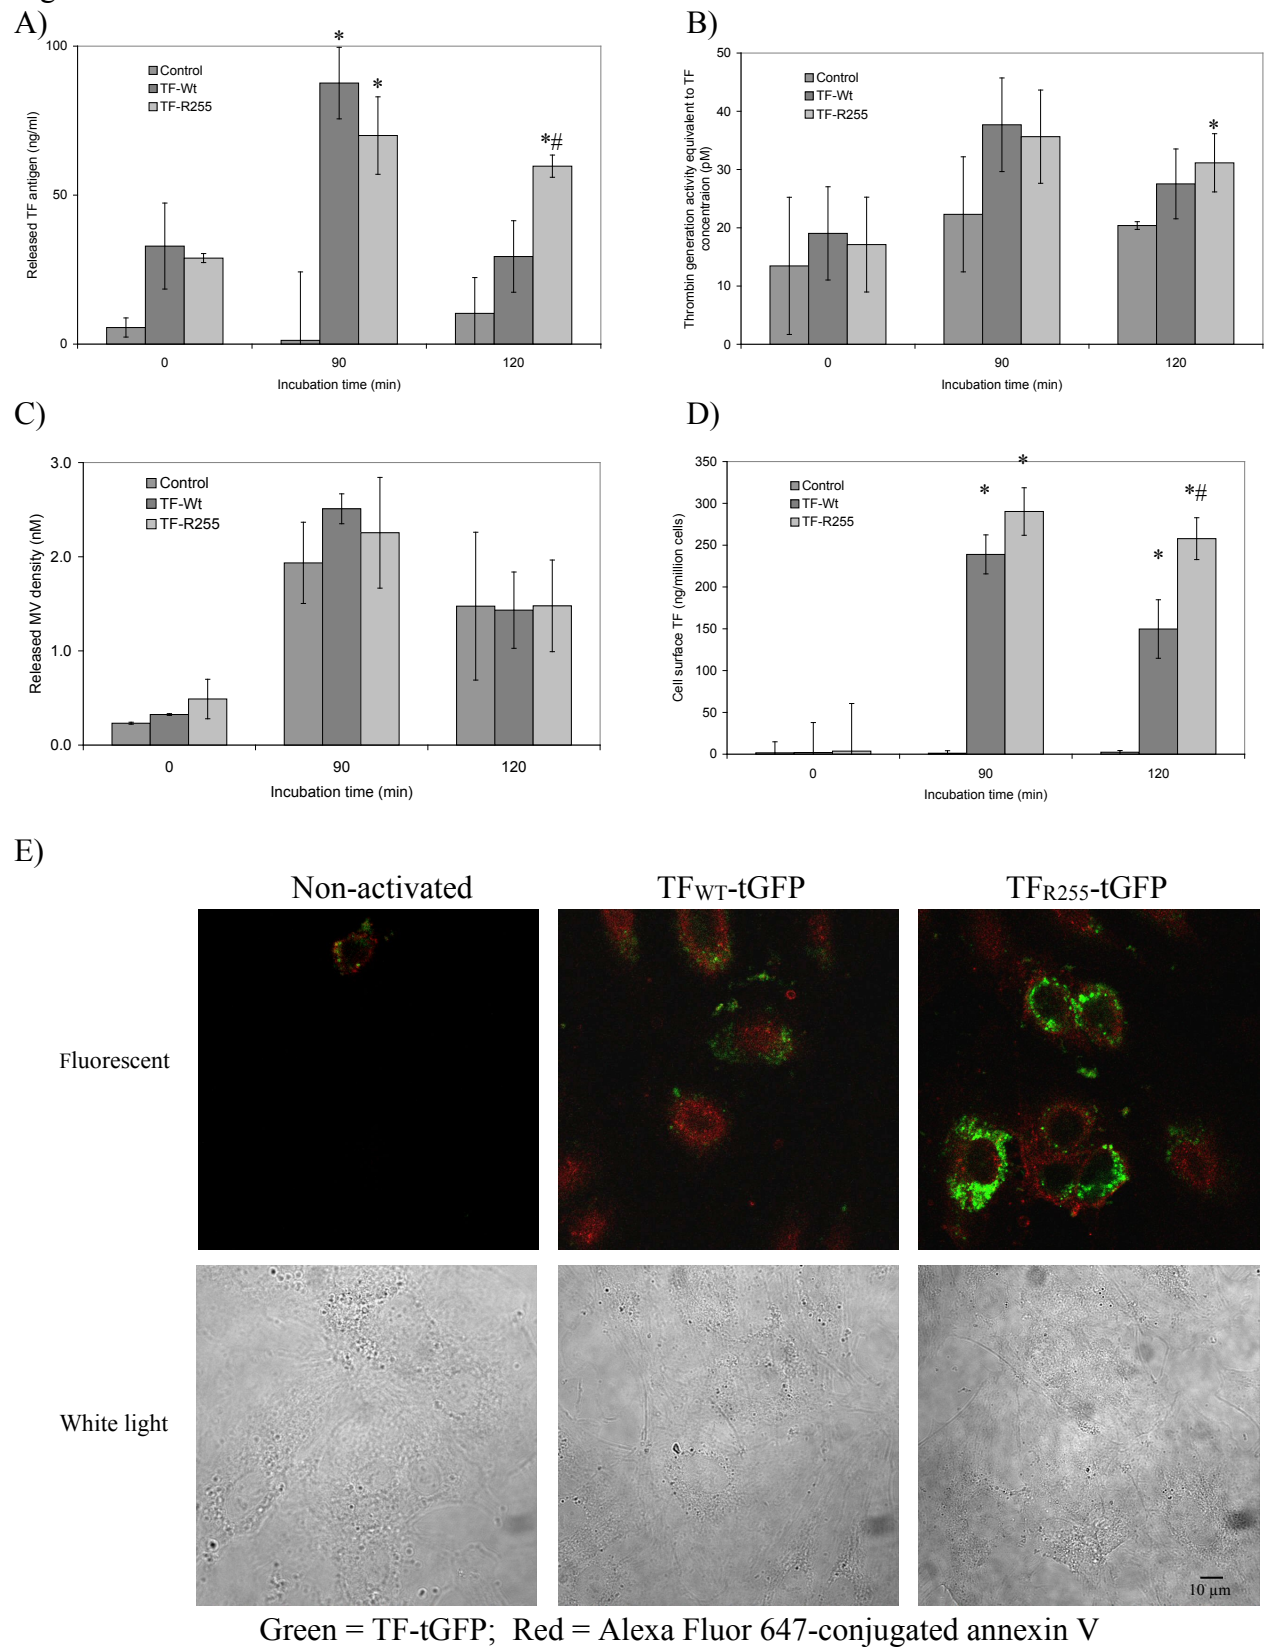 A)
100
50
0
Released TF antigen (ng/ml)
Control
TF-Wt
TF-R255
*
*
*#
0 90 120
Incubation time (min)
B)
50
40
30
20
10
0
Thrombin generation activity equivalent to TF
concentraion (pM)
Control
TF-Wt
TF-R255
*
0 90 120
Incubation time (min)
C)
3.0
2.0
1.0
0.0
Released MV density (nM)
Control
TF-Wt
TF-R255
0 90 120
Incubation time (min)
D)
350
300
250
200
150
100
50
0
Cell surface TF (ng/million cells)
Control
TF-Wt
TF-R255
*
*
*
*#
0 90 120
Incubation time (min)
E)
Non-activated TFWT-tGFP TFR255-tGFP
Fluorescent
White light
10 µm
Green = TF-tGFP; Red = Alexa Fluor 647-conjugated annexin V